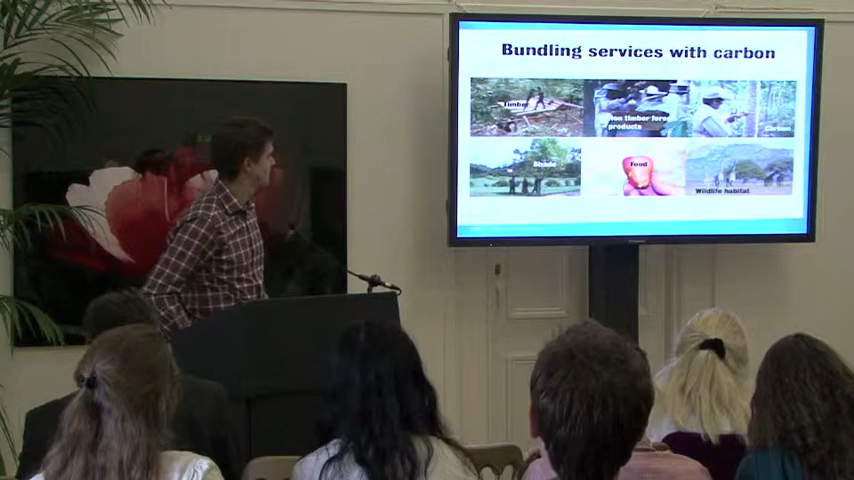 Bundling services with carbon
Timber
Non timber forest
products
Carbon
Shade
Food
Wildlife habitat